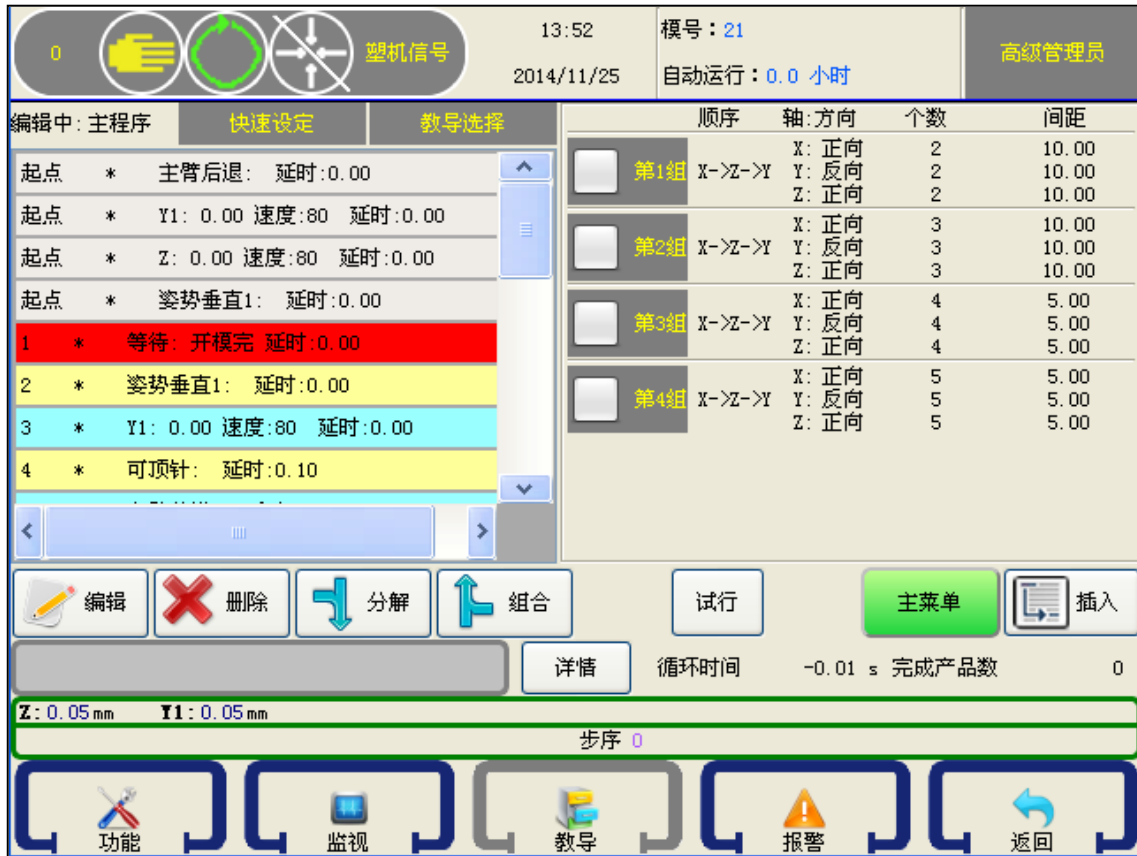 0 塑机信号 13:52 模号：21 高级管理员
2014/11/25 自动运行：0.0 小时
编辑中：主程序 快速设定 教导选择
起点 * 主臂后退： 延时:0.00
起点 * Y1: 0.00 速度:80 延时:0.00
起点 * Z: 0.00 速度:80 延时:0.00
起点 * 姿势垂直1: 延时:0.00
1 * 等待: 开模完 延时:0.00
2 * 姿势垂直1: 延时:0.00
3 * Y1: 0.00 速度:80 延时:0.00
4 * 可顶针: 延时:0.10
顺序 轴:方向 个数 间距
第1组 X->Z->Y
X: 正向 2 10.00
Y: 反向 2 10.00
Z: 正向 2 10.00
第2组 X->Z->Y
X: 正向 3 10.00
Y: 反向 3 10.00
Z: 正向 3 10.00
第3组 X->Z->Y
X: 正向 4 5.00
Y: 反向 4 5.00
Z: 正向 4 5.00
第4组 X->Z->Y
X: 正向 5 5.00
Y: 反向 5 5.00
Z: 正向 5 5.00
编辑 删除 分解 组合 试行 主菜单 插入
详情 循环时间 -0.01 s 完成产品数 0
Z:0.05mm Y1:0.05mm
步序 0
功能 监视 教导 报警 返回